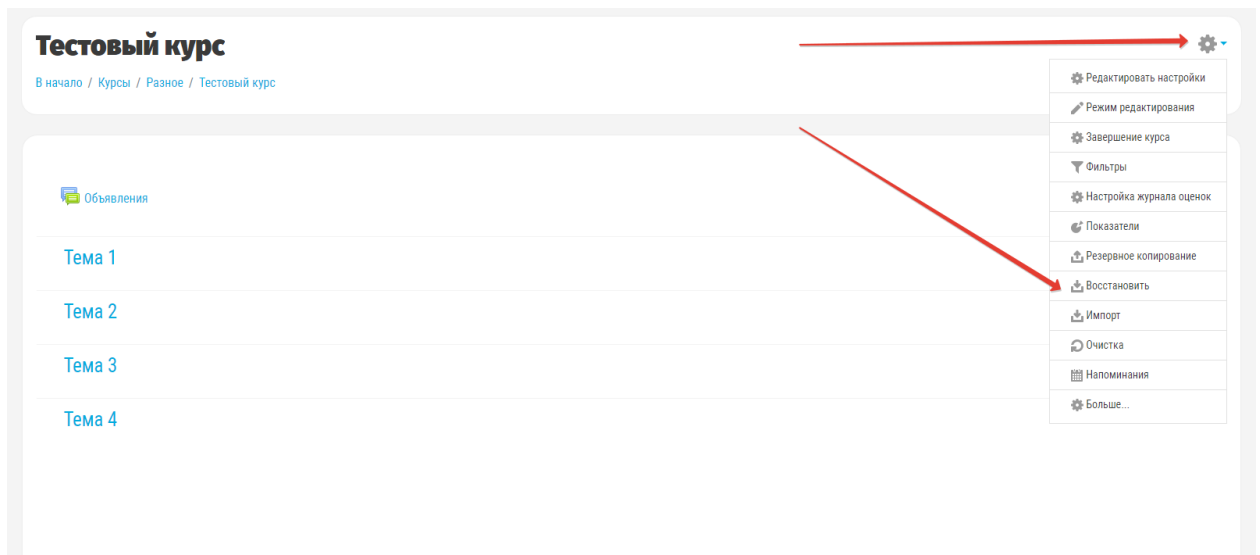 Тестовый курс
В начало / Курсы / Разное / Тестовый курс
Редактировать настройки
Режим редактирования
Завершение курса
Фильтры
Настройка журнала оценок
Показатели
Резервное копирование
Восстановить
Импорт
Очистка
Напоминания
Больше...
Объявления
Тема 1
Тема 2
Тема 3
Тема 4